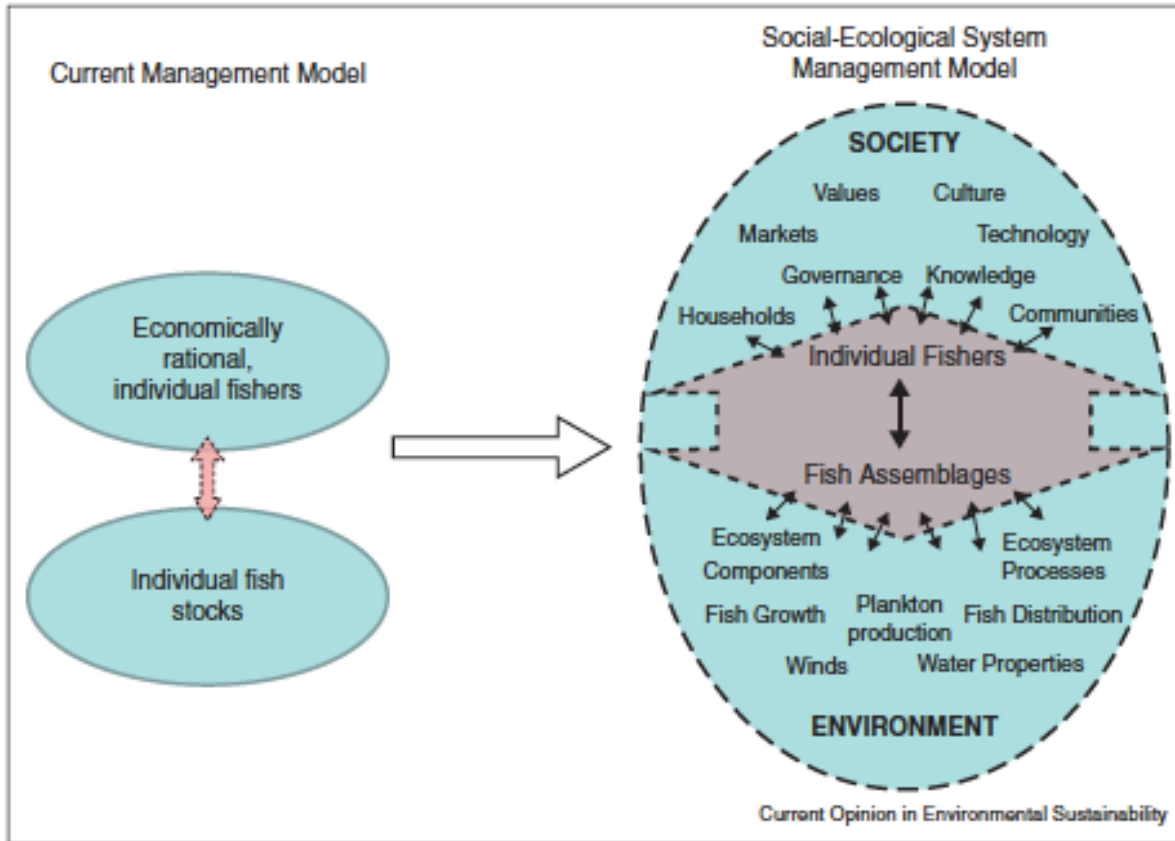 Current Management Model
Economically
rational,
individual fishers
Individual fish
stocks
Social-Ecological System
Management Model
SOCIETY
Values Culture
Markets Technology
Governance Knowledge
Households Communities
Individual Fishers
Fish Assemblages
Ecosystem Ecosystem
Components Processes
Fish Growth Plankton Fish Distribution
production
Winds Water Properties
ENVIRONMENT
Current Opinion in Environmental Sustainability